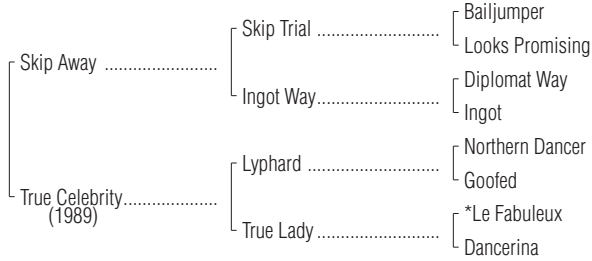 Bailjumper
Skip Trial ........................
Looks Promising
Skip Away ......................
Diplomat Way
Ingot Way........................
Ingot
Northern Dancer
Lyphard ........................
Goofed
True Celebrity..................
(1989)
*Le Fabuleux
True Lady ........................
Dancerina